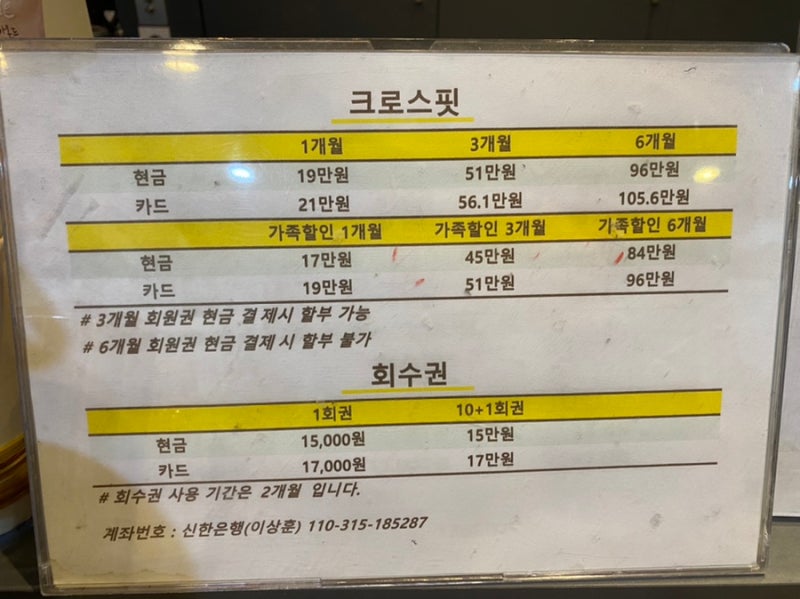 크로스핏
1개월 3개월 6개월
현금 19만원 51만원 96만원
카드 21만원 56.1만원 105.6만원
가족할인 1개월 가족할인 3개월 가족할인 6개월
현금 17만원 45만원 84만원
카드 19만원 51만원 96만원
# 3개월 회원권 현금 결제시 할부 가능
# 6개월 회원권 현금 결제 시 할부 불가
회수권
1회권 10+1회권
현금 15,000원 15만원
카드 17,000원 17만원
# 회수권 사용 기간은 2개월 입니다.
계좌번호 : 신한은행(이상훈) 110-315-185287